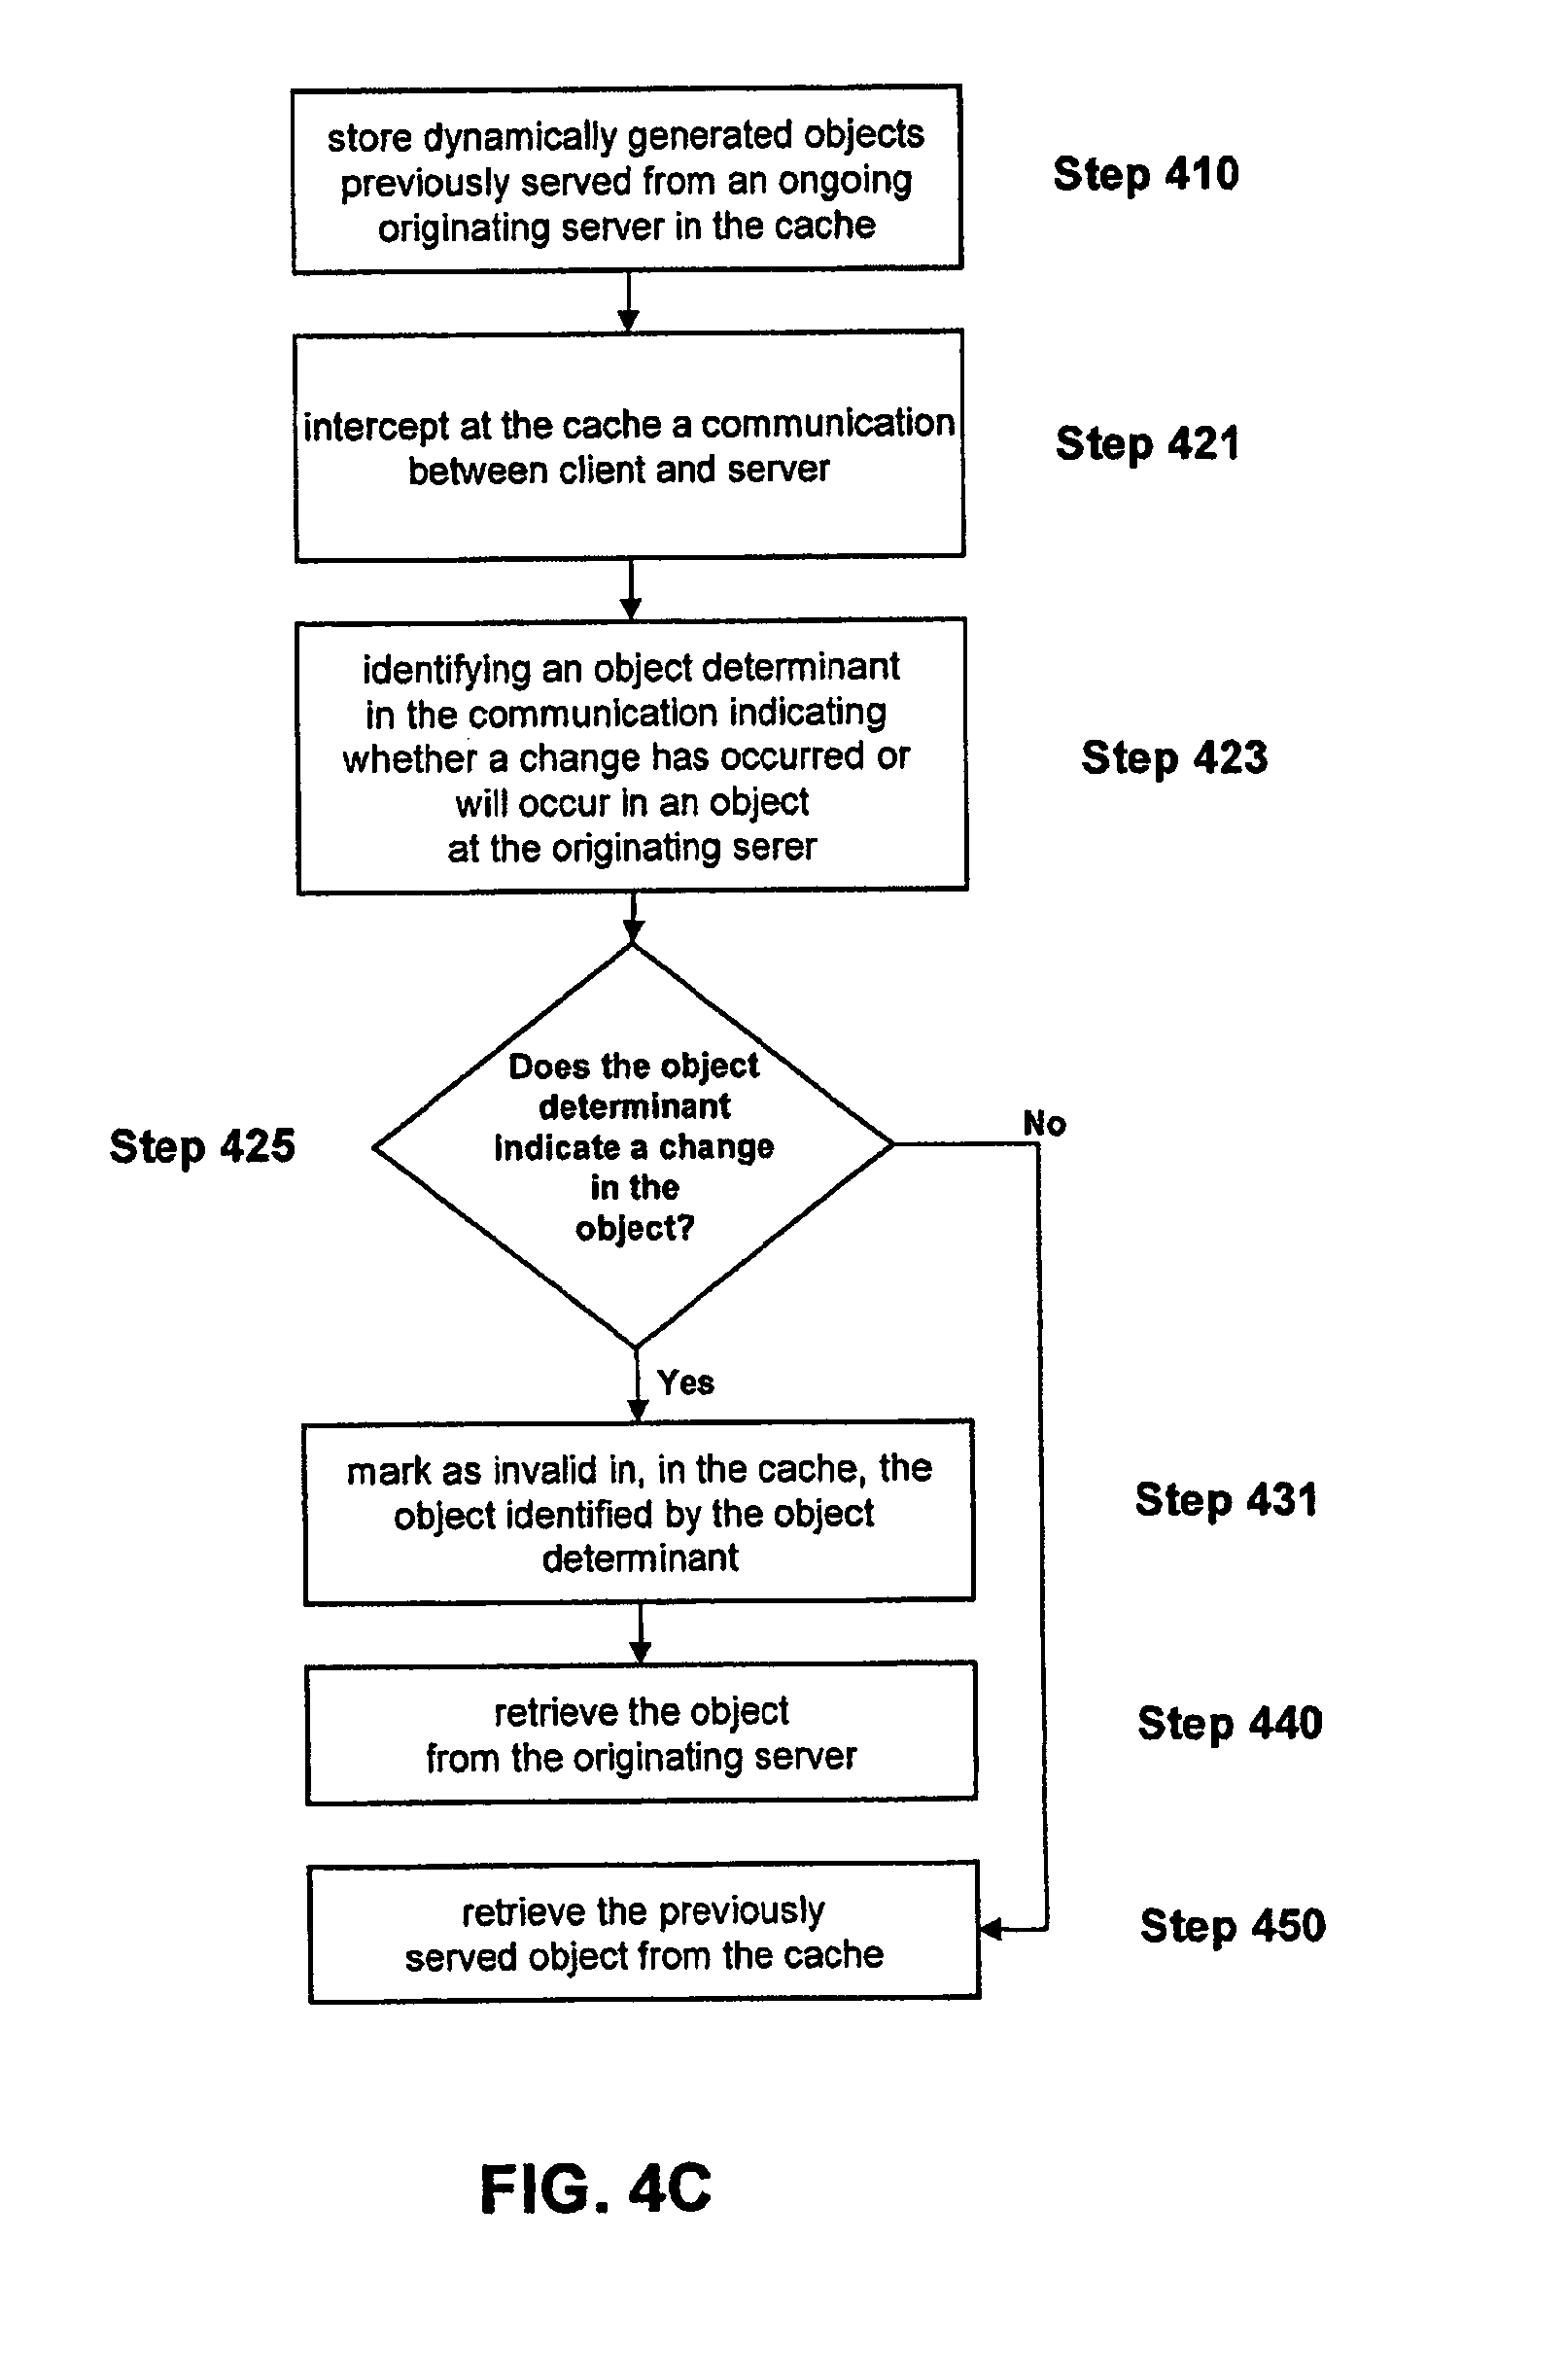 store dynamically generated objects
previously served from an ongoing
originating server in the cache
Step 410
intercept at the cache a communication
between client and server
Step 421
identifying an object determinant
in the communication indicating
whether a change has occurred or
will occur in an object
at the originating serer
Step 423
Does the object
determinant
indicate a change
in the
object?
Step 425
No
Yes
mark as invalid in, in the cache, the
object identified by the object
determinant
Step 431
retrieve the object
from the originating server
Step 440
retrieve the previously
served object from the cache
Step 450
FIG. 4C